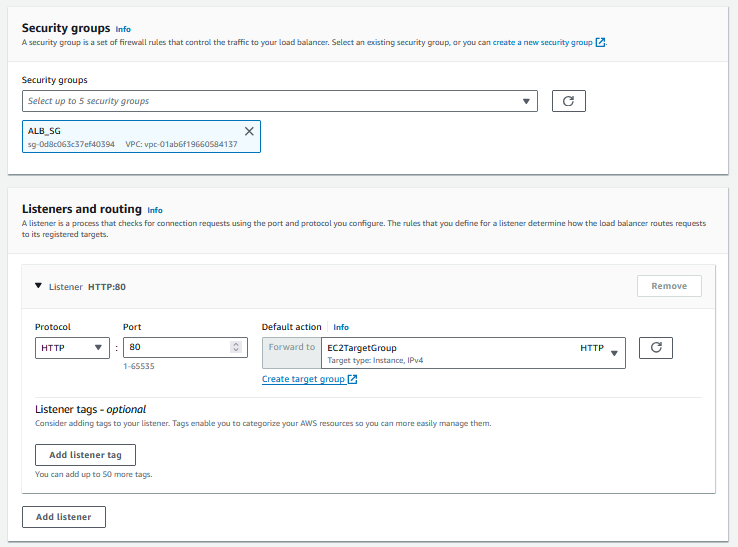 Security groups Info
A security group is a set of firewall rules that control the traffic to your load balancer. Select an existing security group, or you can create a new security group.
Security groups
Select up to 5 security groups
ALB_SG
sg-0d8c063c37ef40394 VPC: vpc-01ab6f19660584137
Listeners and routing Info
A listener is a process that checks for connection requests using the port and protocol you configure. The rules that you define for a listener determine how the load balancer routes requests
to its registered targets.
Listener HTTP:80 Remove
Protocol Port Default action Info
HTTP : 80 Forward to EC2TargetGroup HTTP
Target type: Instance, IPv4
1-65535
Create target group
Listener tags - optional
Consider adding tags to your listener. Tags enable you to categorize your AWS resources so you can more easily manage them.
Add listener tag
You can add up to 50 more tags.
Add listener